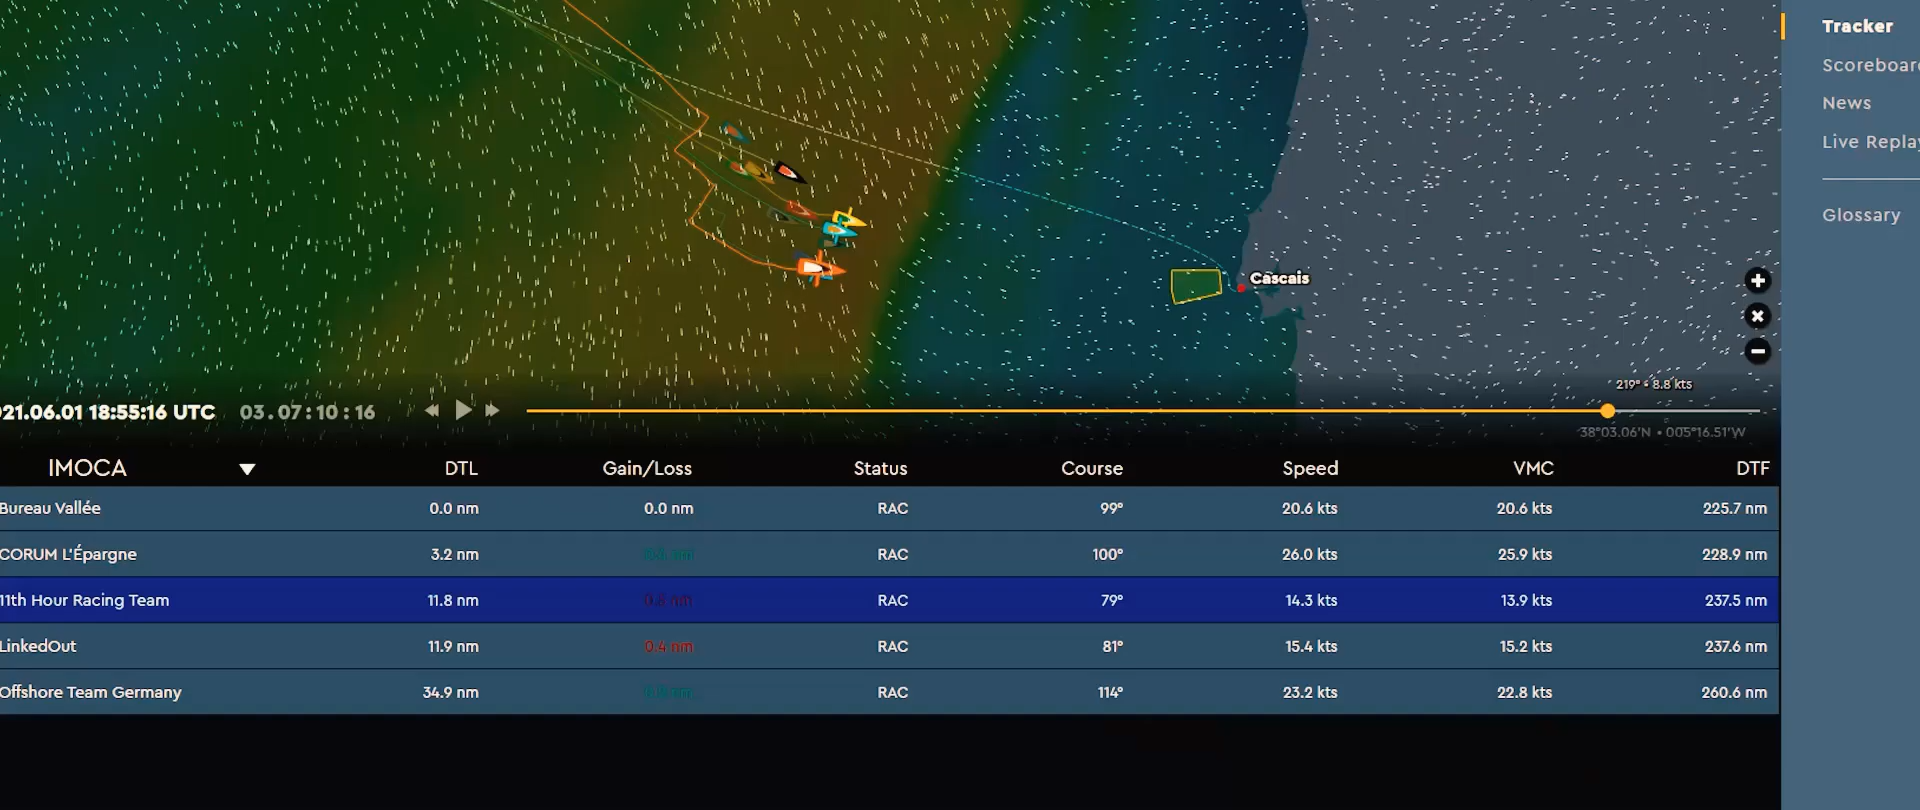 Tracker
Scoreboar
News
Live Replay
Glossary
Cascais
219° • 8.8 kts
21.06.01 18:55:16 UTC 03.07:10:16
38°03.06'N • 005°16.51'W
IMOCA DTL Gain/Loss Status Course Speed VMC DTF
Bureau Vallée 0.0 nm 0.0 nm RAC 99° 20.6 kts 20.6 kts 225.7 nm
CORUM L'Épargne 3.2 nm RAC 100° 26.0 kts 25.9 kts 228.9 nm
11th Hour Racing Team 11.8 nm RAC 79° 14.3 kts 13.9 kts 237.5 nm
LinkedOut 11.9 nm 0.4 nm RAC 81° 15.4 kts 15.2 kts 237.6 nm
Offshore Team Germany 34.9 nm RAC 114° 23.2 kts 22.8 kts 260.6 nm